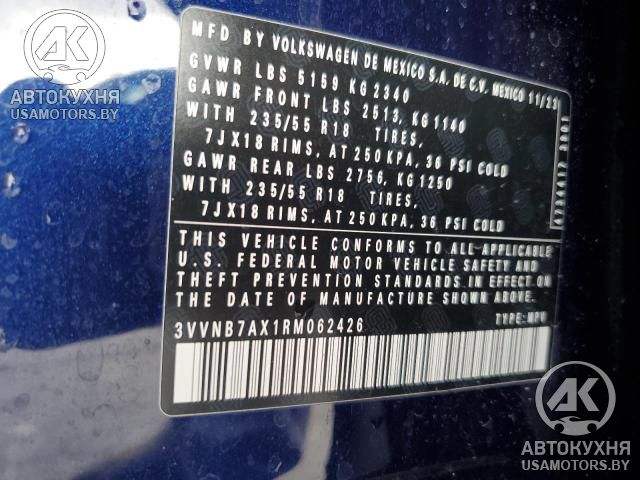 AK
АВТОКУХНЯ
USAMOTORS.BY
MFD BY VOLKSWAGEN DE MEXICO S.A. DE C.V. MEXICO 11/23
GVWR LBS 5159 KG 2340
GAWR FRONT LBS 2513, KG 1140
WITH 235/55 R18 TIRES,
7JX18 RIMS, AT 250 KPA, 36 PSI COLD
GAWR REAR LBS 2756, KG 1250
WITH 235/55 R18 TIRES,
7JX18 RIMS, AT 250 KPA, 36 PSI COLD
THIS VEHICLE CONFORMS TO ALL APPLICABLE
U.S. FEDERAL MOTOR VEHICLE SAFETY AND
THEFT PREVENTION STANDARDS IN EFFECT ON
THE DATE OF MANUFACTURE SHOWN ABOVE.
3VVNB7AX1RM062426 TYPE:MPV
AK
АВТОКУХНЯ
USAMOTORS.BY